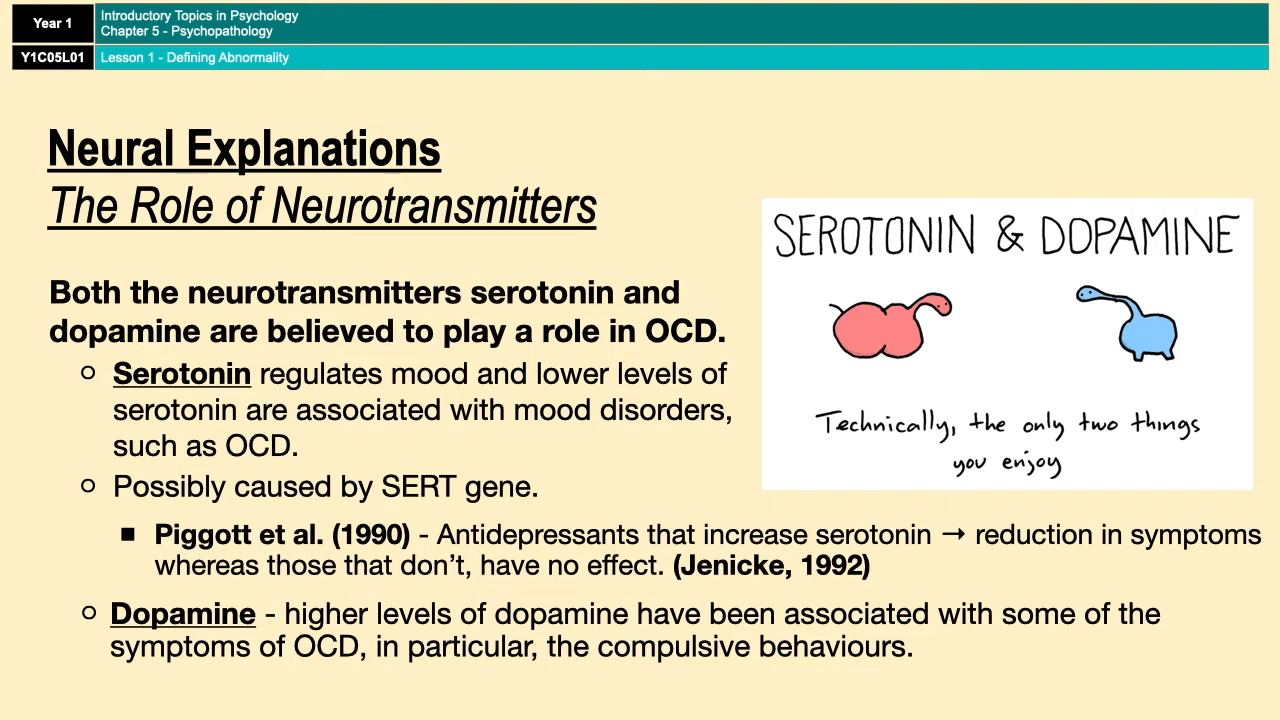 Year 1
Introductory Topics in Psychology
Chapter 5 - Psychopathology
Y1C05L01
Lesson 1 - Defining Abnormality
Neural Explanations
The Role of Neurotransmitters
Both the neurotransmitters serotonin and
dopamine are believed to play a role in OCD.
Serotonin regulates mood and lower levels of
serotonin are associated with mood disorders,
such as OCD.
Possibly caused by SERT gene.
Piggott et al. (1990) - Antidepressants that increase serotonin → reduction in symptoms
whereas those that don’t, have no effect. (Jenicke, 1992)
Dopamine - higher levels of dopamine have been associated with some of the
symptoms of OCD, in particular, the compulsive behaviours.
SEROTONIN & DOPAMINE
Technically, the only two things
you enjoy